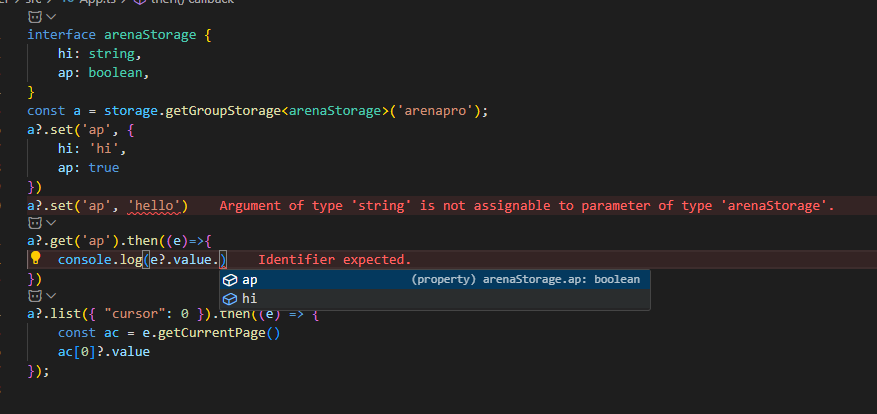 src > App.ts > then() callback
interface arenaStorage {
hi: string,
ap: boolean,
}
const a = storage.getGroupStorage<arenaStorage>('arenapro');
a?.set('ap', {
hi: 'hi',
ap: true
})
a?.set('ap', 'hello') Argument of type 'string' is not assignable to parameter of type 'arenaStorage'.
a?.get('ap').then((e)=>{
console.log(e?.value.) Identifier expected.
})
ap (property) arenaStorage.ap: boolean
hi
a?.list({ "cursor": 0 }).then((e) => {
const ac = e.getCurrentPage()
ac[0]?.value
});